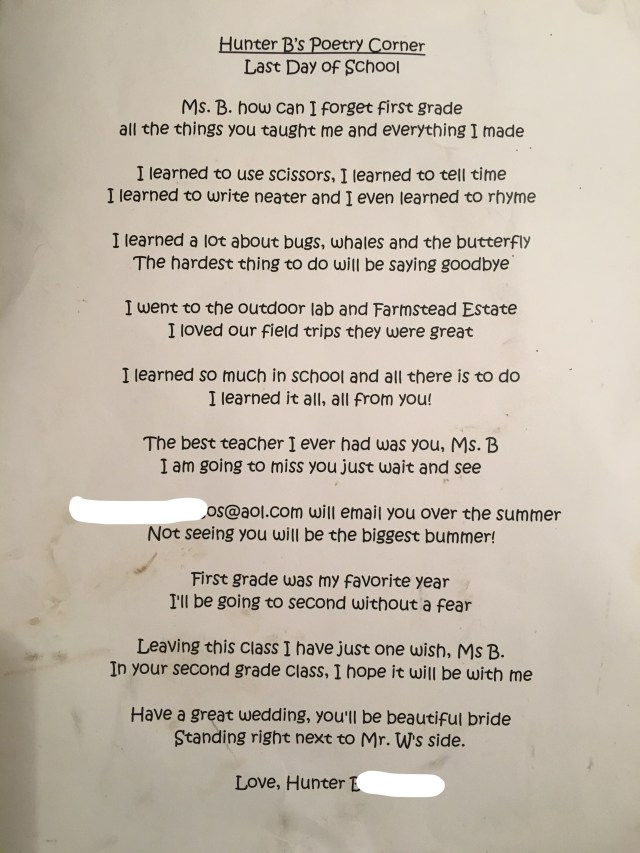 Hunter B's Poetry Corner
Last Day of School
Ms. B. how can I forget first grade
all the things you taught me and everything I made
I learned to use scissors, I learned to tell time
I learned to write neater and I even learned to rhyme
I learned a lot about bugs, whales and the butterfly
The hardest thing to do will be saying goodbye
I went to the outdoor lab and Farmstead Estate
I loved our field trips they were great
I learned so much in school and all there is to do
I learned it all, all from you!
The best teacher I ever had was you, Ms. B
I am going to miss you just wait and see
os@aol.com will email you over the summer
Not seeing you will be the biggest bummer!
First grade was my favorite year
I'll be going to second without a fear
Leaving this class I have just one wish, Ms B.
In your second grade class, I hope it will be with me
Have a great wedding, you'll be beautiful bride
Standing right next to Mr. W's side.
Love, Hunter B